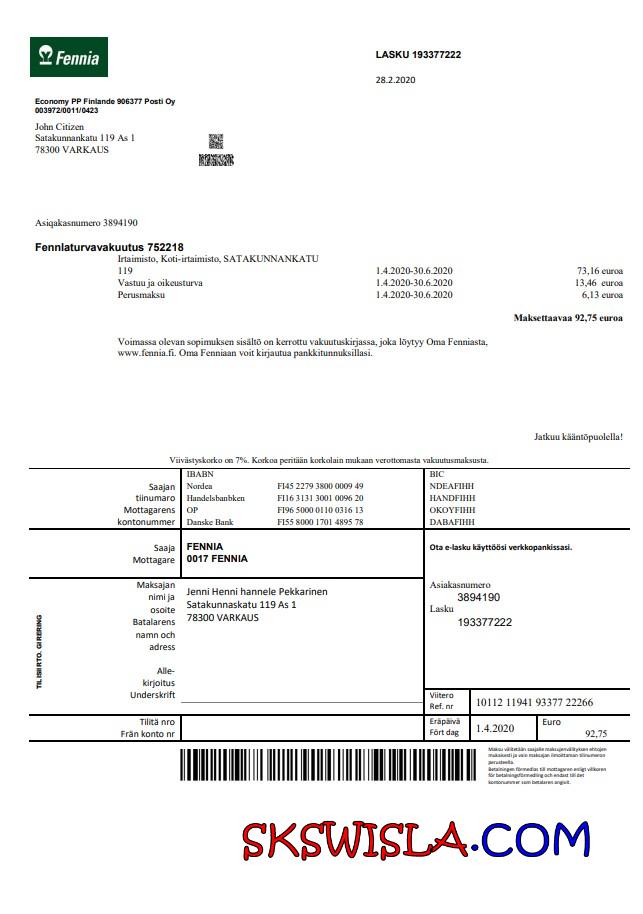 Fennia
LASKU 193377222
28.2.2020
Economy PP Finlande 906377 Posti Oy
003972/0011/0423
John Citizen
Satakunnankatu 119 As 1
78300 VARKAUS
Asiqakasnumero 3894190
Fennlaturvavakuutus 752218
Irtaimisto, Koti-irtaimisto, SATAKUNNANKATU
119 1.4.2020-30.6.2020 73,16 euroa
Vastuu ja oikeusturva 1.4.2020-30.6.2020 13,46 euroa
Perusmaksu 1.4.2020-30.6.2020 6,13 euroa
Maksettaavaa 92,75 euroa
Voimassa olevan sopimuksen sisältö on kerrottu vakuutuskirjassa, joka löytyy Oma Fenniasta,
www.fennia.fi. Oma Fenniaan voit kirjautua pankkitunnuksillasi.
Jatkuu kääntöpuolella!
Viivästyskorko on 7%. Korkoa peritään korkolain mukaan verottomasta vakuutusmaksusta.
Saajan
tiinumaro
Mottagarens
kontonummer
IBABN BIC
Nordea FI45 2279 3800 0009 49 NDEAFIHH
Handelsbanbken FI16 3131 3001 0096 20 HANDFIHH
OP FI96 5000 0110 0316 13 OKOYFIHH
Danske Bank FI55 8000 1701 4895 78 DABAFIHH
Saaja
Mottagare
FENNIA
0017 FENNIA
Ota e-lasku käyttöösi verkkopankissasi.
Maksajan
nimi ja
osoite
Batalarens
namn och
adress
Jenni Henni hannele Pekkarinen
Satakunnaskatu 119 As 1
78300 VARKAUS
Asiakasnumero
3894190
Lasku
193377222
TILISIIRTO. GIRERING
Alle-
kirjoitus
Underskrift
Viitero
Ref. nr
10112 11941 93377 22266
Tilitä nro
Från konto nr
Eräpäivä
Fört dag
1.4.2020
Euro
92,75
Maksu välitetään saajalle maksujenvälityksen ehtojen
mukaisesti ja vain maksajan ilmoittaman tilinumeron
perusteella.
Betalningen förmedlas till mottagaren enligt villkoren
för betalningsförmedling och endast till det
kontonummer som betalaren angivit.
SKSWISLA.COM